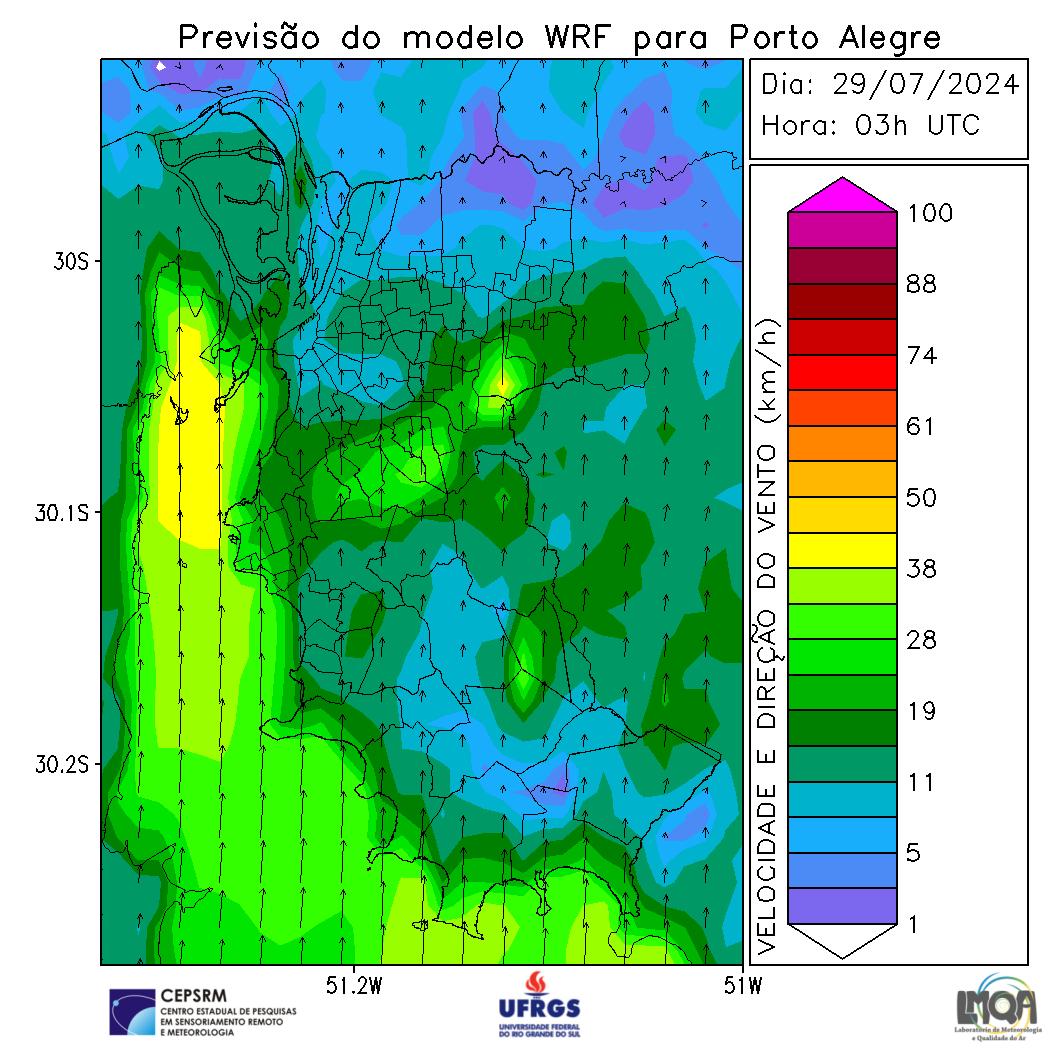 Previsão do modelo WRF para Porto Alegre
Dia: 29/07/2024
Hora: 03h UTC
30S
30.1S
30.2S
51.2W
51W
VELOCIDADE E DIREÇÃO DO VENTO (km/h)
100
88
74
61
50
38
28
19
11
5
1
CEPSRM
CENTRO ESTADUAL DE PESQUISAS
EM SENSORIAMENTO REMOTO
E METEOROLOGIA
UFRGS
UNIVERSIDADE FEDERAL
DO RIO GRANDE DO SUL
LMQA
Laboratório de Meteorologia
e Qualidade do Ar